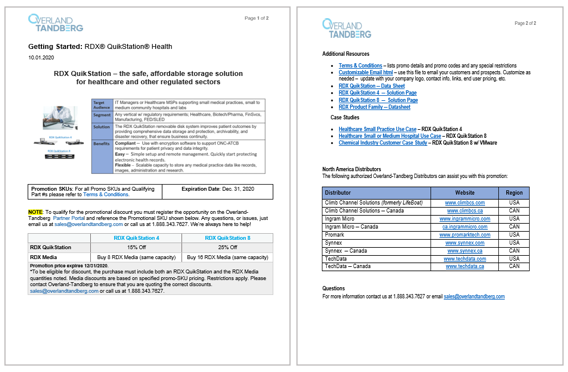 OVERLAND
TANDBERG
Page 1 of 2
Getting Started: RDX® QuikStation® Health
10.01.2020
RDX QuikStation – the safe, affordable storage solution
for healthcare and other regulated sectors
Target Audience
IT Managers or Healthcare MSPs supporting small medical practices, small to
medium community hospitals and labs
Segment
Any vertical or regulatory requirements, Healthcare, Biotech/Pharma, FinDocs,
Manufacturing, FED/SLED
Solution
The RDX QuikStation removable disk system improves patient outcomes by
providing comprehensive data storage and protection, archivability, and
disaster recovery, that ensure business continuity.
Benefits
Compliant – Use with encryption software to support ONC-ATCB
requirements for patient privacy and data integrity.
Easy – Simple setup and remote management. Quickly start protecting
electronic health records.
Flexible – Scalable capacity to store any medical practice data like records,
images, administration and research.
Promotion SKUs: For all Promo SKUs and Qualifying
Part #s please refer to Terms & Conditions.
Expiration Date: Dec. 31, 2020
NOTE: To qualify for the promotional discount you must register the opportunity on the Overland-
Tandberg Partner Portal and reference the Promotional SKU shown below. Any questions, or issues, just
email us at sales@overlandtandberg.com or call us at 1.888.343.7627. We're always here to help!
RDX QuikStation 4
RDX QuikStation 8
RDX QuikStation
15% Off
25% Off
RDX Media
Buy 8 RDX Media (same capacity)
Buy 16 RDX Media (same capacity)
Promotion price expires 12/31/2020.
*To be eligible for discount, the purchase must include both an RDX QuikStation and the RDX Media
quantities noted. Media discounts are based on specified promo-SKU pricing. Restrictions apply. Please
contact Overland-Tandberg to ensure that you are quoting the correct discounts.
sales@overlandtandberg.com or call us at 1.888.343.7627.
OVERLAND
TANDBERG
Page 2 of 2
Additional Resources
• Terms & Conditions – lists promo details and promo codes and any special restrictions
• Customizable Email html – use this file to email your customers and prospects. Customize as
needed – update with your company logo, contact info, links, end user pricing, etc.
• RDX QuikStation – Data Sheet
• RDX QuikStation 4 – Solution Page
• RDX QuikStation 8 – Solution Page
• RDX Product Family – Datasheet
Case Studies
• Healthcare Small Practice Use Case – RDX QuikStation 4
• Healthcare Small or Medium Hospital Use Case – RDX QuikStation 8
• Chemical Industry Customer Case Study – RDX QuikStation 8 w/ VMware
North America Distributors
The following authorized Overland-Tandberg Distributors can assist you with this promotion:
Distributor
Website
Region
Climb Channel Solutions (formerly LifeBoat)
www.climbcs.com
USA
Climb Channel Solutions – Canada
www.climbcs.ca
CAN
Ingram Micro
www.ingrammicro.com
USA
Ingram Micro – Canada
ca.ingrammicro.com
CAN
Promark
www.promarktech.com
USA
Synnex
www.synnex.com
USA
Synnex – Canada
www.synnex.ca
CAN
TechData
www.techdata.com
USA
TechData – Canada
www.techdata.ca
CAN
Questions
For more information contact us at 1.888.343.7627 or email sales@overlandtandberg.com